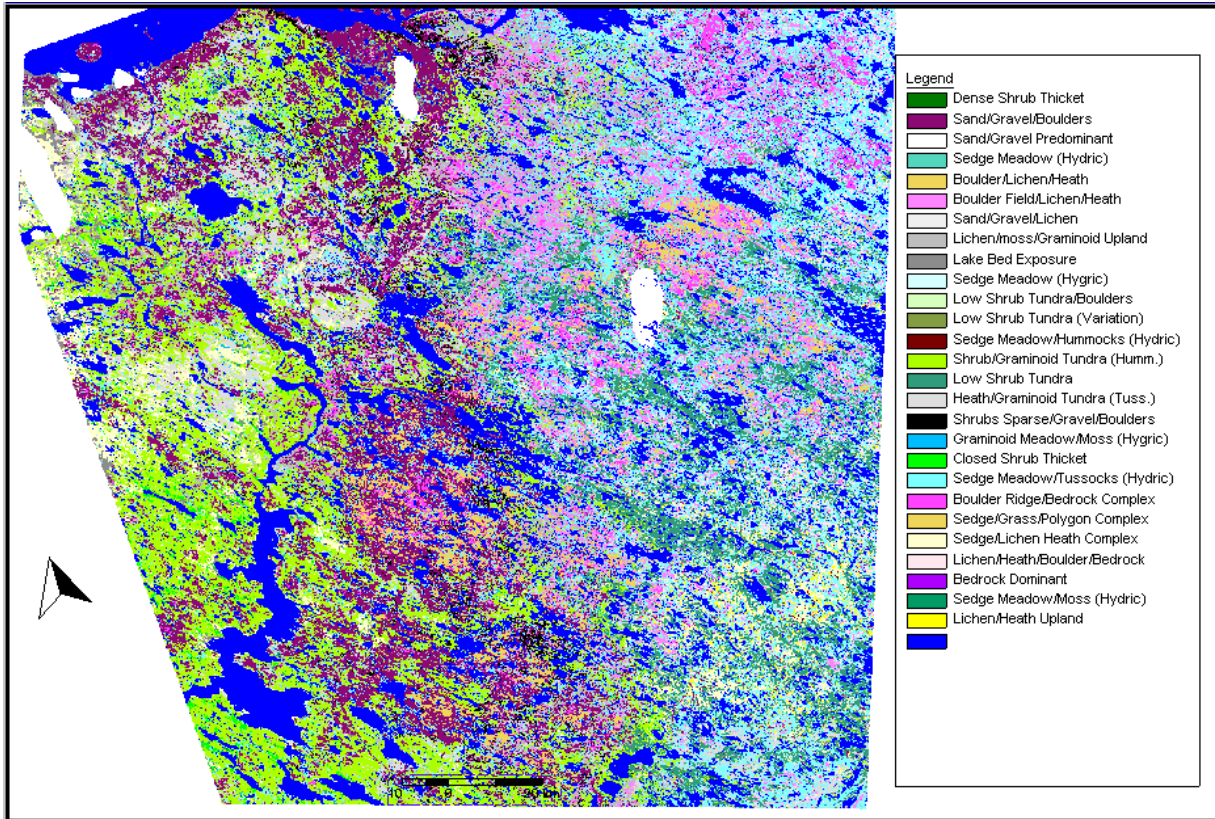 Legend
Dense Shrub Thicket
Sand/Gravel/Boulders
Sand/Gravel Predominant
Sedge Meadow (Hydric)
Boulder/Lichen/Heath
Boulder Field/Lichen/Heath
Sand/Gravel/Lichen
Lichen/moss/Graminoid Upland
Lake Bed Exposure
Sedge Meadow (Hygric)
Low Shrub Tundra/Boulders
Low Shrub Tundra (Variation)
Sedge Meadow/Hummocks (Hydric)
Shrub/Graminoid Tundra (Humm.)
Low Shrub Tundra
Heath/Graminoid Tundra (Tuss.)
Shrubs Sparse/Gravel/Boulders
Graminoid Meadow/Moss (Hygric)
Closed Shrub Thicket
Sedge Meadow/Tussocks (Hydric)
Boulder Ridge/Bedrock Complex
Sedge/Grass/Polygon Complex
Sedge/Lichen Heath Complex
Lichen/Heath/Boulder/Bedrock
Bedrock Dominant
Sedge Meadow/Moss (Hydric)
Lichen/Heath Upland